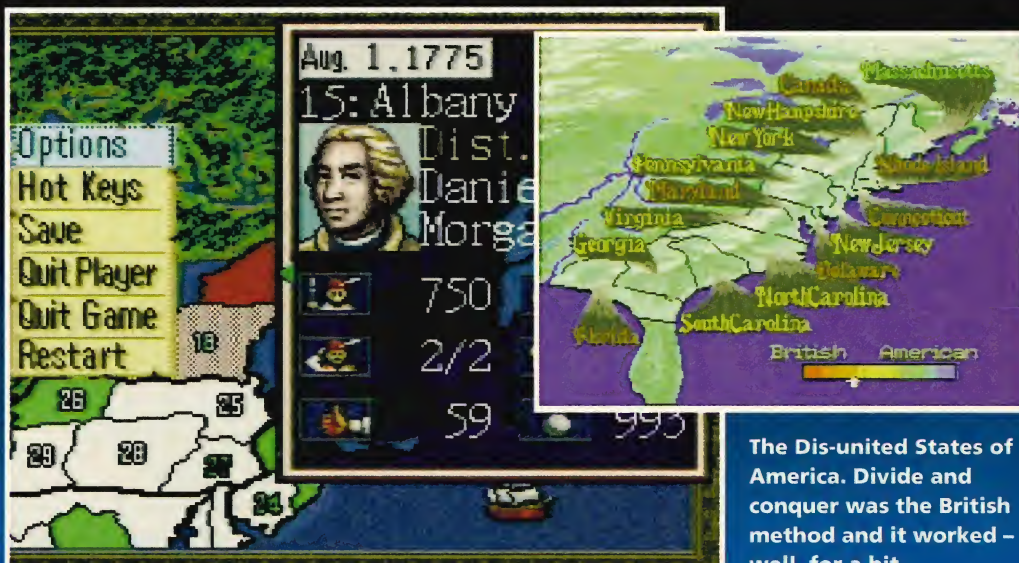 Aug. 1.1775
15:Albany
Dist.
Danie
Morga
Options
Hot Keys
Save
Quit Player
Quit Game
Restart
750
2/2
59
993
18
26
25
29
28
27
24
Canada
Massachusetts
NewHampshire
New York
Pennsylvania
Rhode Island
Maryland
Virginia
Connecticut
Georgia
NewJersey
Delaware
NorthCarolina
SouthCarolina
Florida
British American
The Dis-united States of
America. Divide and
conquer was the British
method and it worked –
well, for a bit